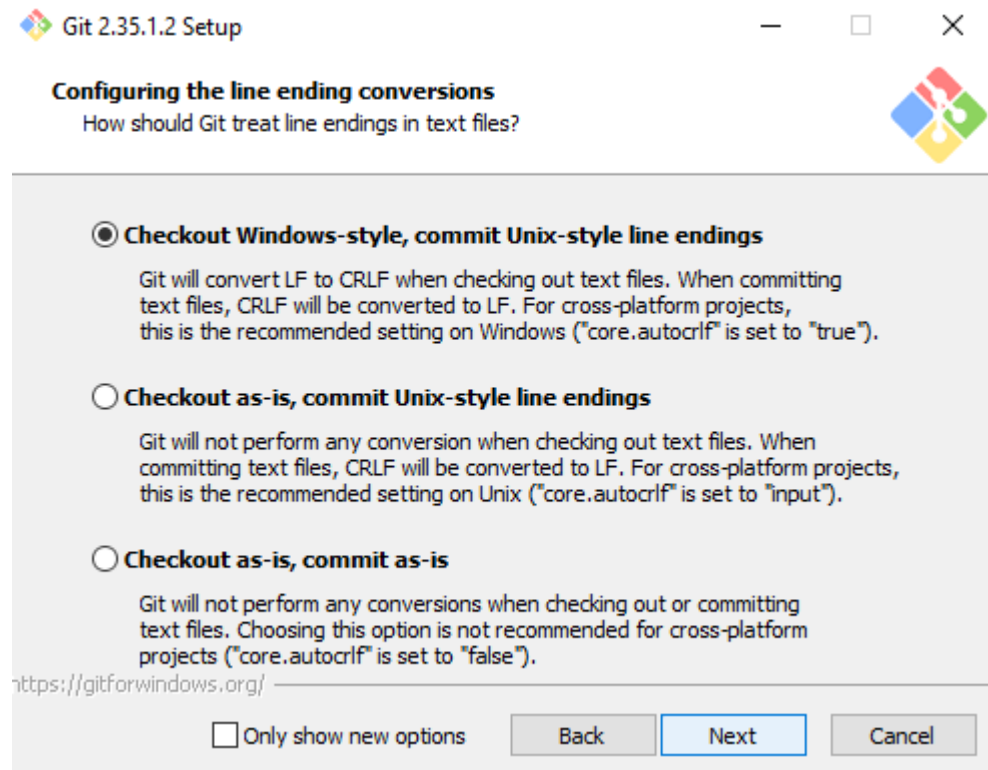 Git 2.35.1.2 Setup
Configuring the line ending conversions
How should Git treat line endings in text files?
Checkout Windows-style, commit Unix-style line endings
Git will convert LF to CRLF when checking out text files. When committing
text files, CRLF will be converted to LF. For cross-platform projects,
this is the recommended setting on Windows ("core.autocrlf" is set to "true").
Checkout as-is, commit Unix-style line endings
Git will not perform any conversion when checking out text files. When
committing text files, CRLF will be converted to LF. For cross-platform projects,
this is the recommended setting on Unix ("core.autocrlf" is set to "input").
Checkout as-is, commit as-is
Git will not perform any conversions when checking out or committing
text files. Choosing this option is not recommended for cross-platform
projects ("core.autocrlf" is set to "false").
https://gitforwindows.org/
Only show new options Back Next Cancel